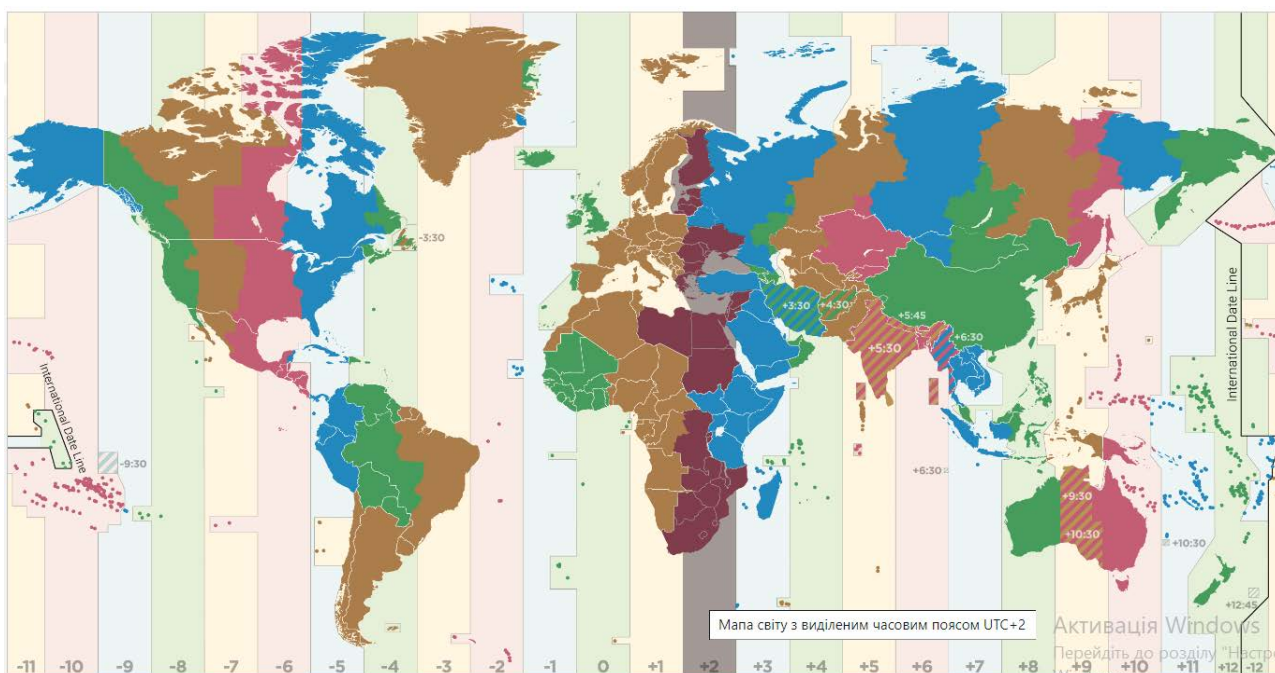 -3:30
International Date Line
International Date Line
-9:30
+3:30
+4:30
+5:45
+5:30
+6:30
+6:30
+9:30
+10:30
+10:30
+12:45
Мапа світу з виділеним часовим поясом UTC+2
Активація Windows
Перейдіть до розділу "Настр
-11 -10 -9 -8 -7 -6 -5 -4 -3 -2 -1 0 +1 +2 +3 +4 +5 +6 +7 +8 +9 +10 +11 +12 -12